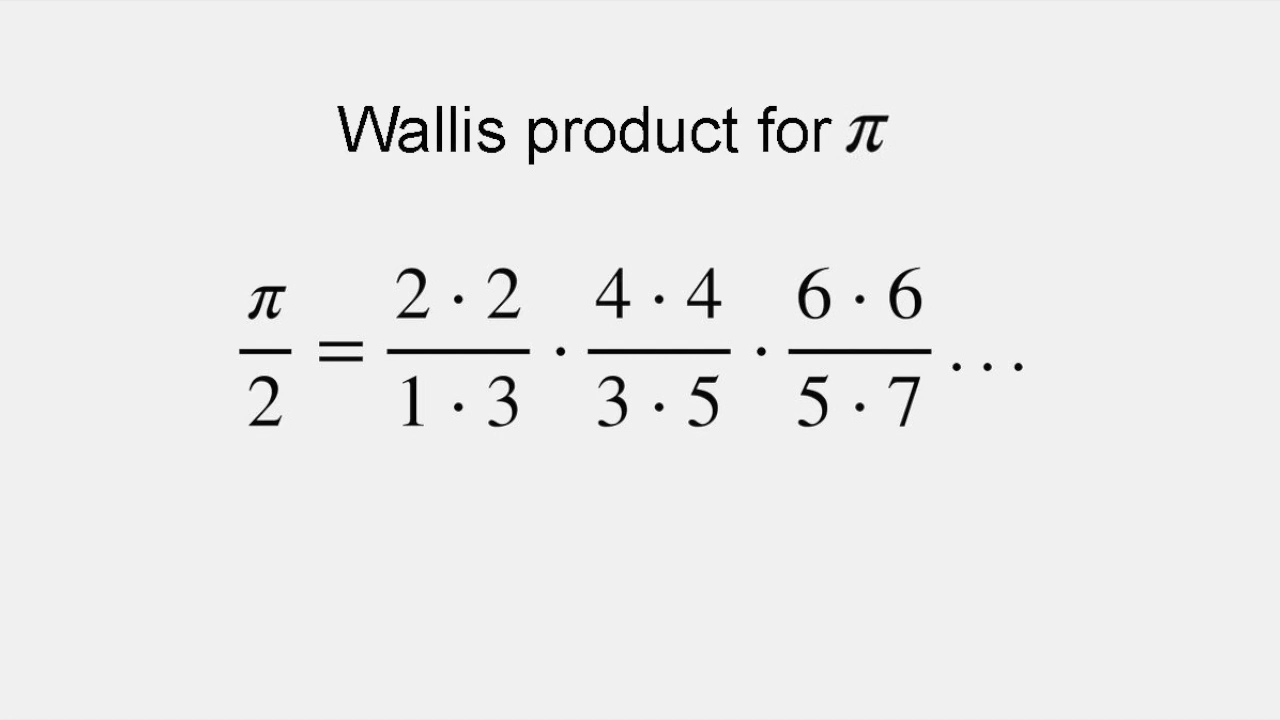 Wallis product for π
π/2 = (2 · 2)/(1 · 3) · (4 · 4)/(3 · 5) · (6 · 6)/(5 · 7) ...